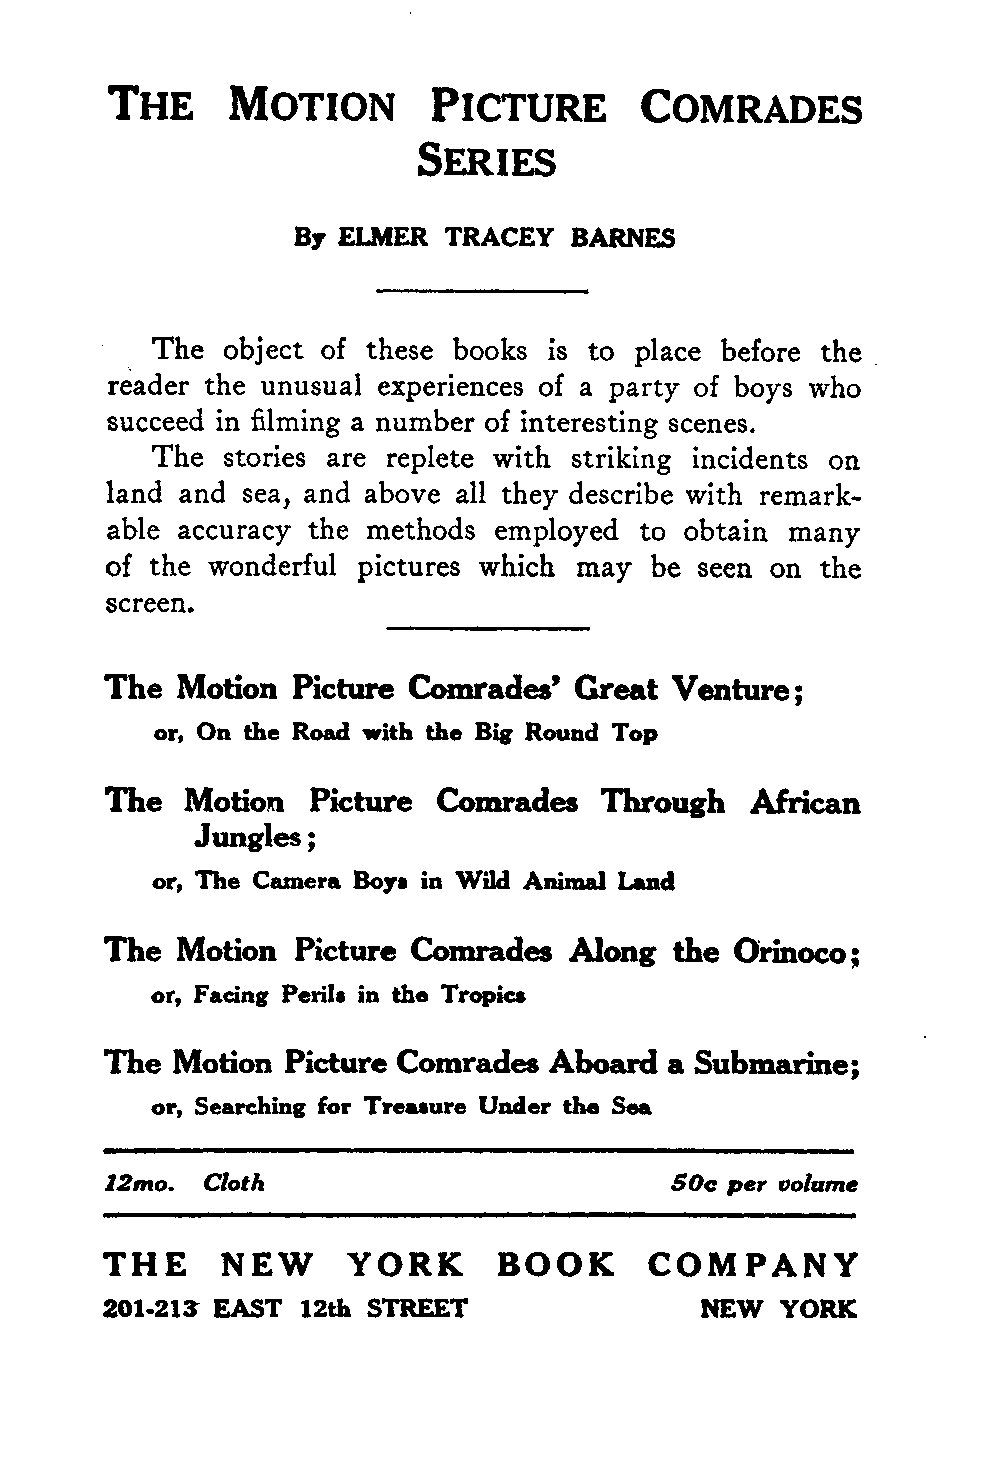 THE MOTION PICTURE COMRADES
SERIES
By ELMER TRACEY BARNES
The object of these books is to place before the
reader the unusual experiences of a party of boys who
succeed in filming a number of interesting scenes.
The stories are replete with striking incidents on
land and sea, and above all they describe with remark-
able accuracy the methods employed to obtain many
of the wonderful pictures which may be seen on the
screen.
The Motion Picture Comrades' Great Venture;
or, On the Road with the Big Round Top
The Motion Picture Comrades Through African
Jungles;
or, The Camera Boys in Wild Animal Land
The Motion Picture Comrades Along the Orinoco;
or, Facing Perils in the Tropics
The Motion Picture Comrades Aboard a Submarine;
or, Searching for Treasure Under the Sea
12mo. Cloth 50c per volume
THE NEW YORK BOOK COMPANY
201-213 EAST 12th STREET NEW YORK